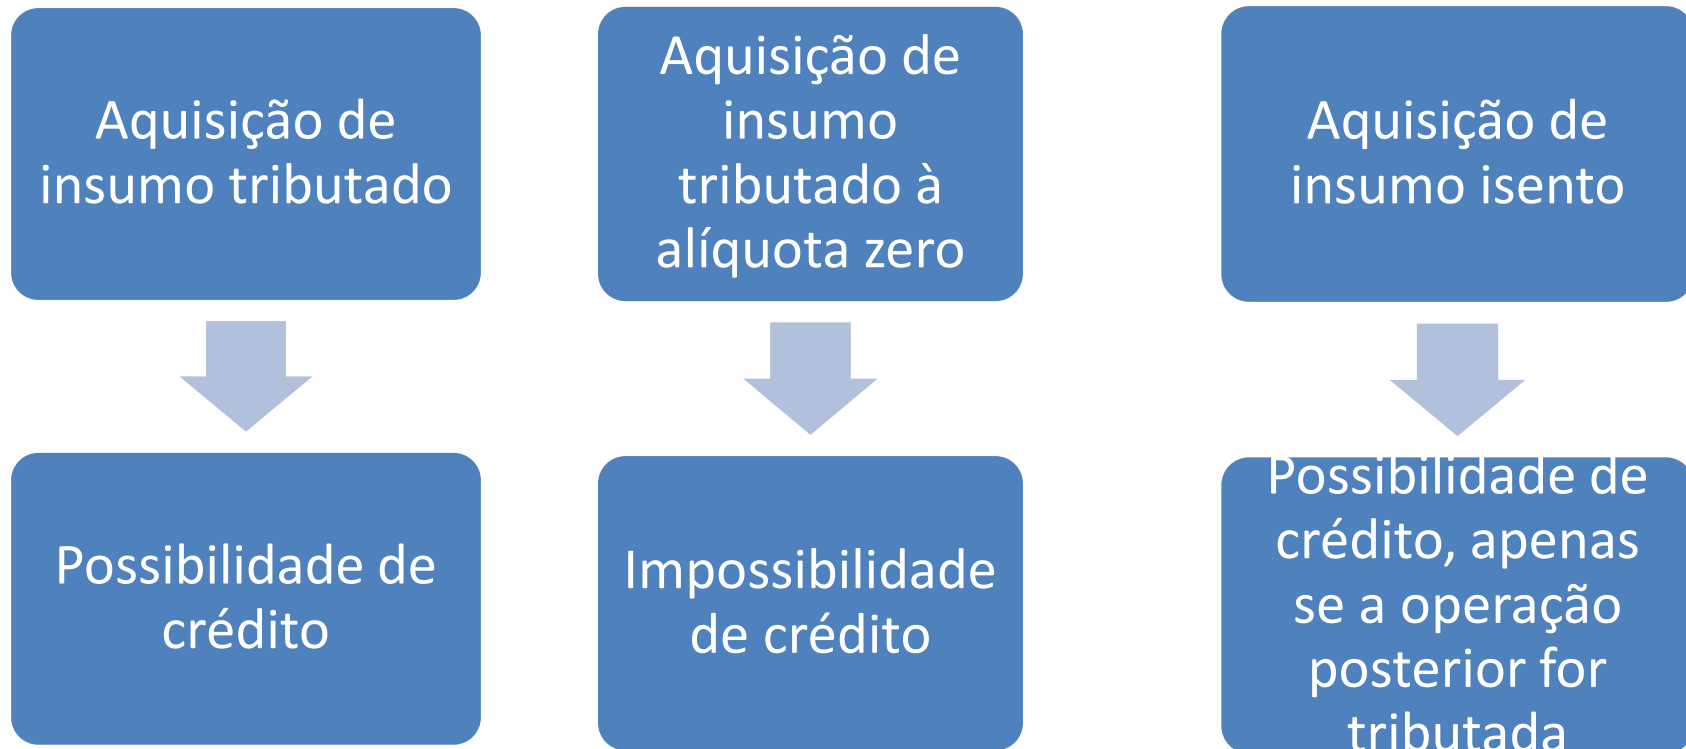 Aquisição de
insumo tributado
Possibilidade de
crédito
Aquisição de
insumo
tributado à
alíquota zero
Impossibilidade
de crédito
Aquisição de
insumo isento
Possibilidade de
crédito, apenas
se a operação
posterior for
tributada